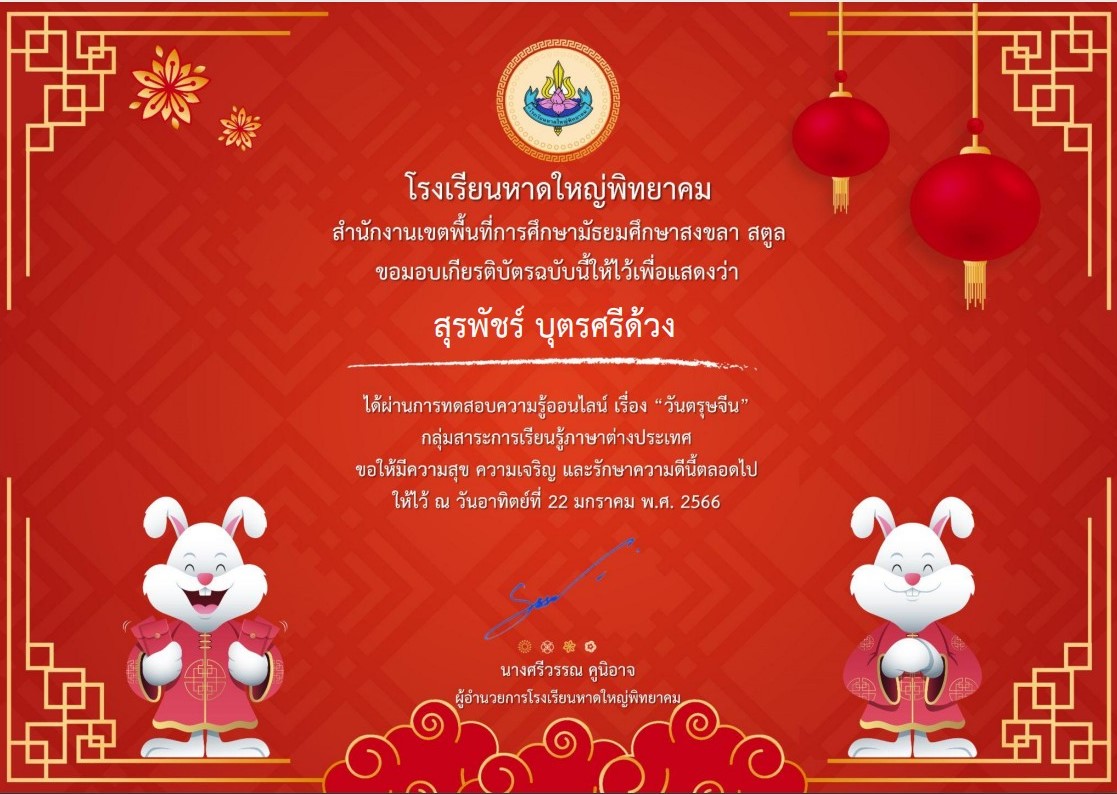 โรงเรียนหาดใหญ่พิทยาคม
สำนักงานเขตพื้นที่การศึกษามัธยมศึกษาสงขลา สตูล
ขอมอบเกียรติบัตรฉบับนี้ให้ไว้เพื่อแสดงว่า
สุรพัชร์ บุตรศรีด้วง
ได้ผ่านการทดสอบความรู้ออนไลน์ เรื่อง “วันตรุษจีน”
กลุ่มสาระการเรียนรู้ภาษาต่างประเทศ
ขอให้มีความสุข ความเจริญ และรักษาความดีนี้ตลอดไป
ให้ไว้ ณ วันอาทิตย์ที่ 22 มกราคม พ.ศ. 2566
นางศรีวรรณ คูนิอาจ
ผู้อำนวยการโรงเรียนหาดใหญ่พิทยาคม